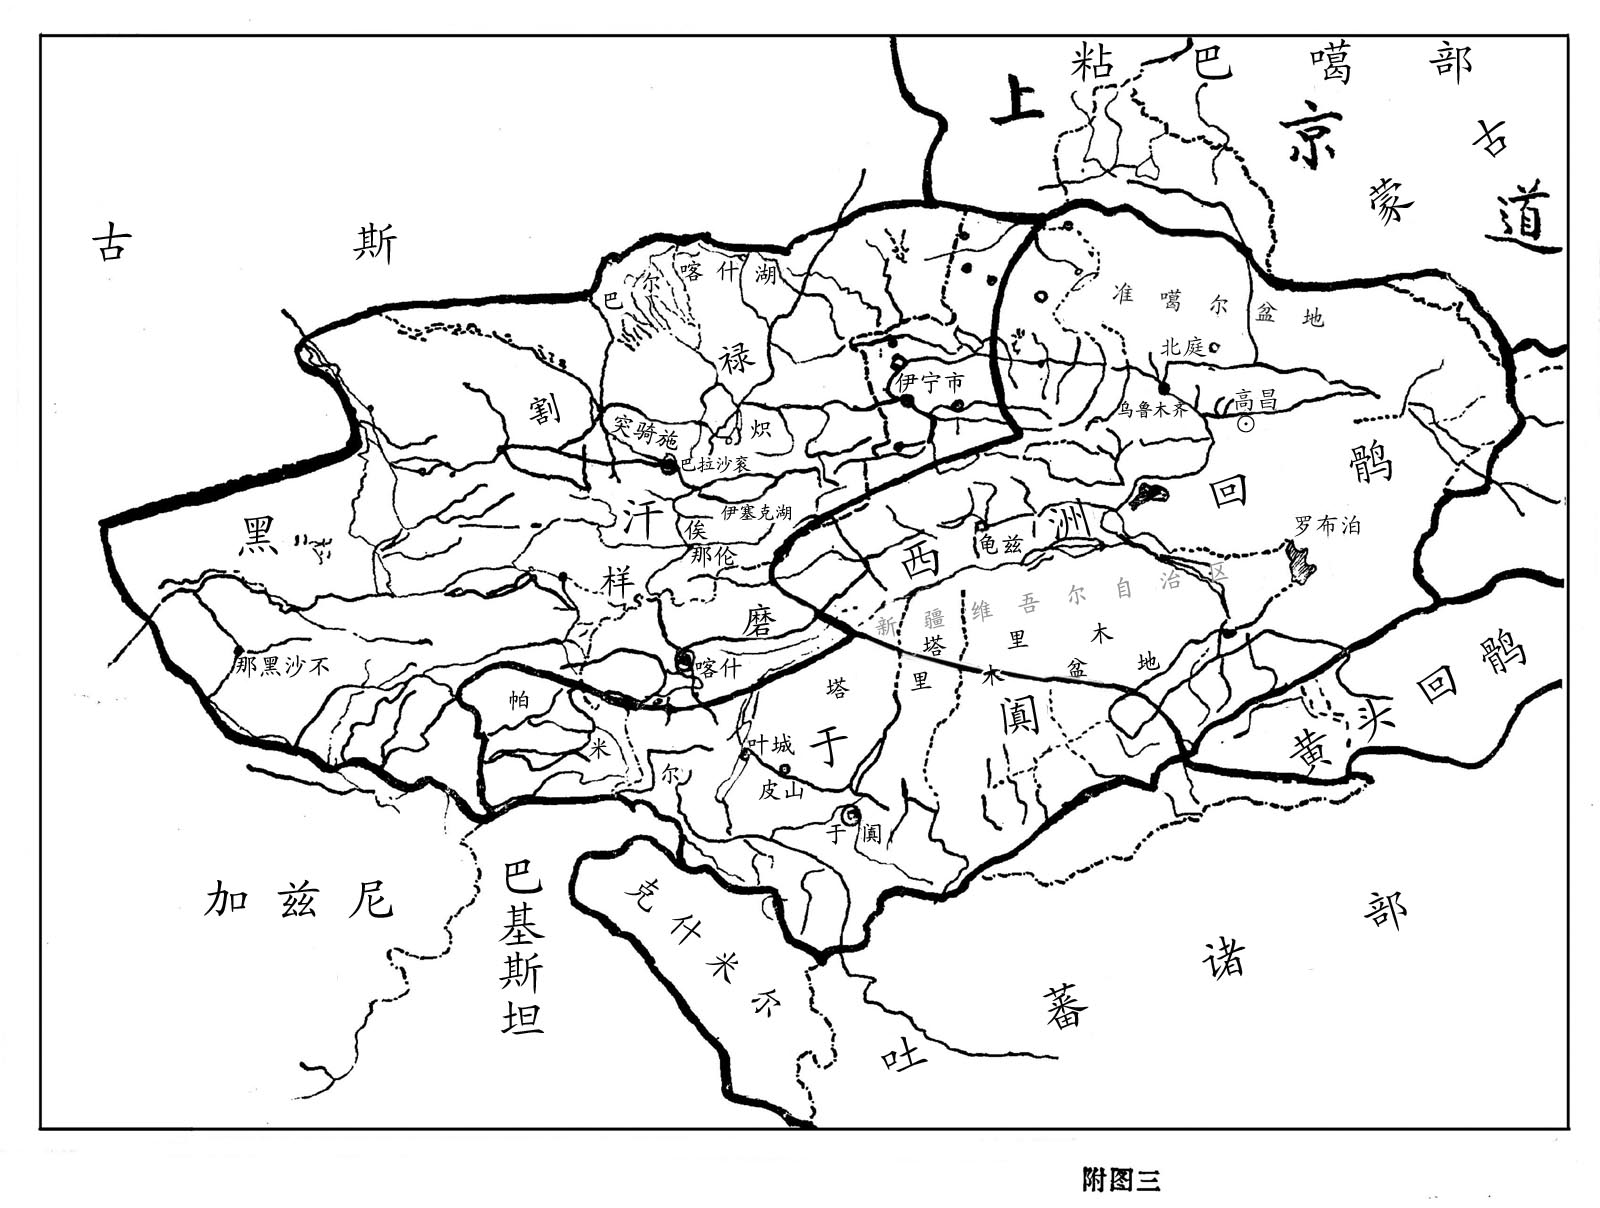 粘巴噶部
上京道
蒙古
古斯
巴尔喀什湖
准噶尔盆地
北庭
禄
割
伊宁市
乌鲁木齐
高昌
突骑施
炽
巴拉沙衮
回鹘
黑
汗
伊塞克湖
俟
那伦
样
磨
西洲
龟兹
罗布泊
新疆维吾尔自治区
塔里木
里木盆地
塔
那黑沙不
喀什
帕米尔
于阗
叶城
皮山
于阗
黄头回鹘
加兹尼
巴基斯坦
克什米尔
吐蕃诸部
附图三